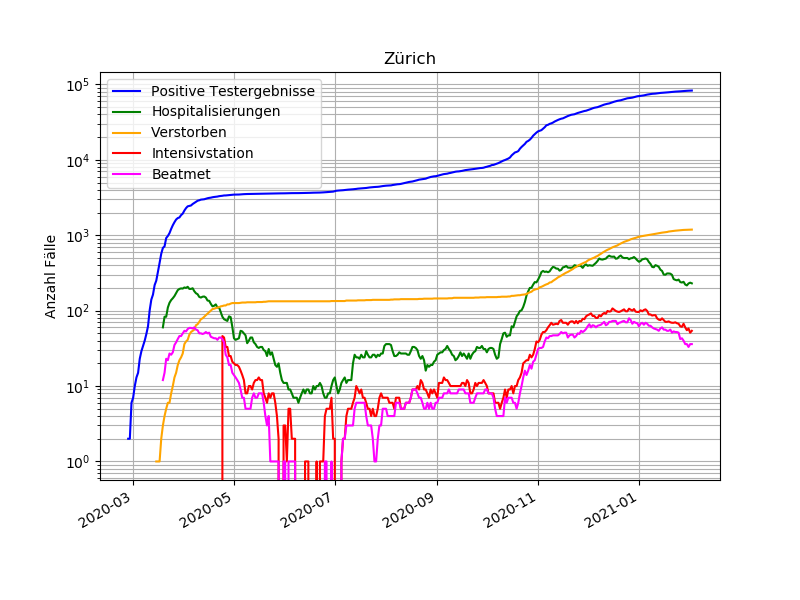 Zürich
Positive Testergebnisse
Hospitalisierungen
Verstorben
Intensivstation
Beatmet
Anzahl Fälle
10^5
10^4
10^3
10^2
10^1
10^0
2020-03
2020-05
2020-07
2020-09
2020-11
2021-01